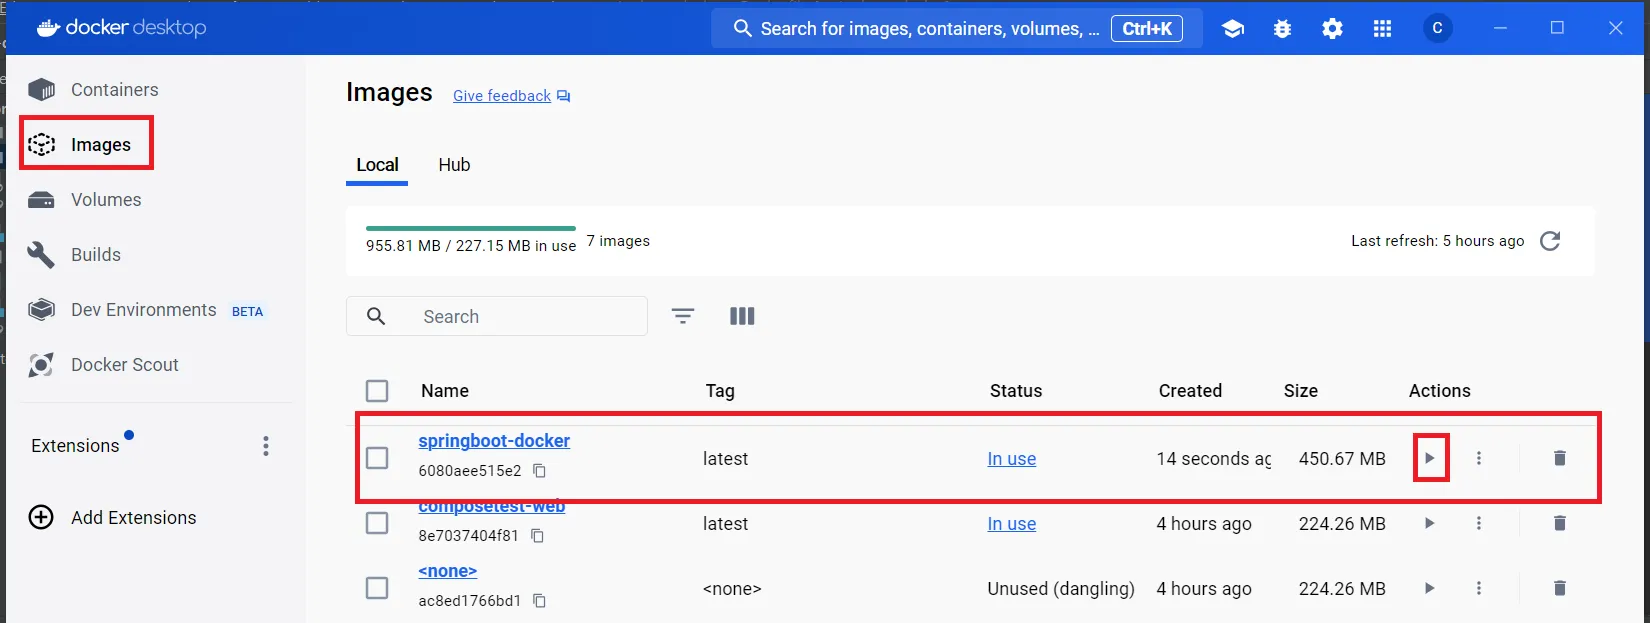 docker desktop
Search for images, containers, volumes, ... Ctrl+K
C
Containers
Images
Volumes
Builds
Dev Environments BETA
Docker Scout
Extensions
Add Extensions
Images Give feedback
Local Hub
955.81 MB / 227.15 MB in use 7 images
Last refresh: 5 hours ago
Search
Name Tag Status Created Size Actions
springboot-docker
6080aee515e2
latest In use 14 seconds ag 450.67 MB
composetest-web
8e7037404f81
latest In use 4 hours ago 224.26 MB
<none>
ac8ed1766bd1
<none> Unused (dangling) 4 hours ago 224.26 MB